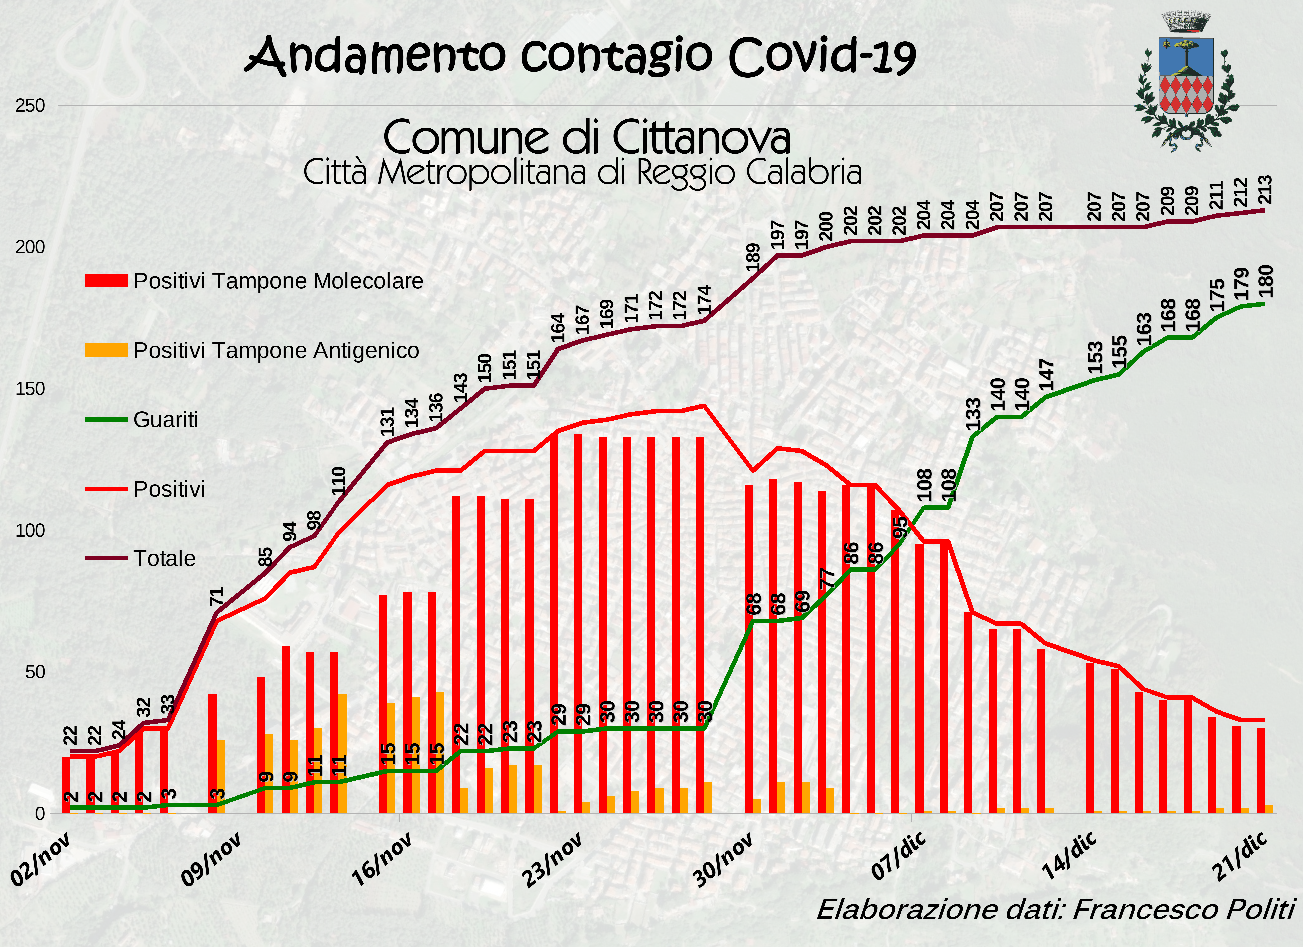 Andamento contagio Covid-19
250
Comune di Cittanova
Città Metropolitana di Reggio Calabria
200
150
100
50
0
Positivi Tampone Molecolare
Positivi Tampone Antigenico
Guariti
Positivi
Totale
22 22 24 32 33 71 85 94 98 110 131 134 136 143 150 151 151 164 167 169 171 172 172 174 189 197 197 200 202 202 202 204 204 204 207 207 207 207 207 207 209 209 211 212 213
2 2 2 2 3 3 9 9 11 11 15 15 15 22 22 23 23 29 29 30 30 30 30 30 68 68 69 77 86 86 95 108 108 133 140 140 147 153 155 163 168 168 175 179 180
02/nov 09/nov 16/nov 23/nov 30/nov 07/dic 14/dic 21/dic
Elaborazione dati: Francesco Politi